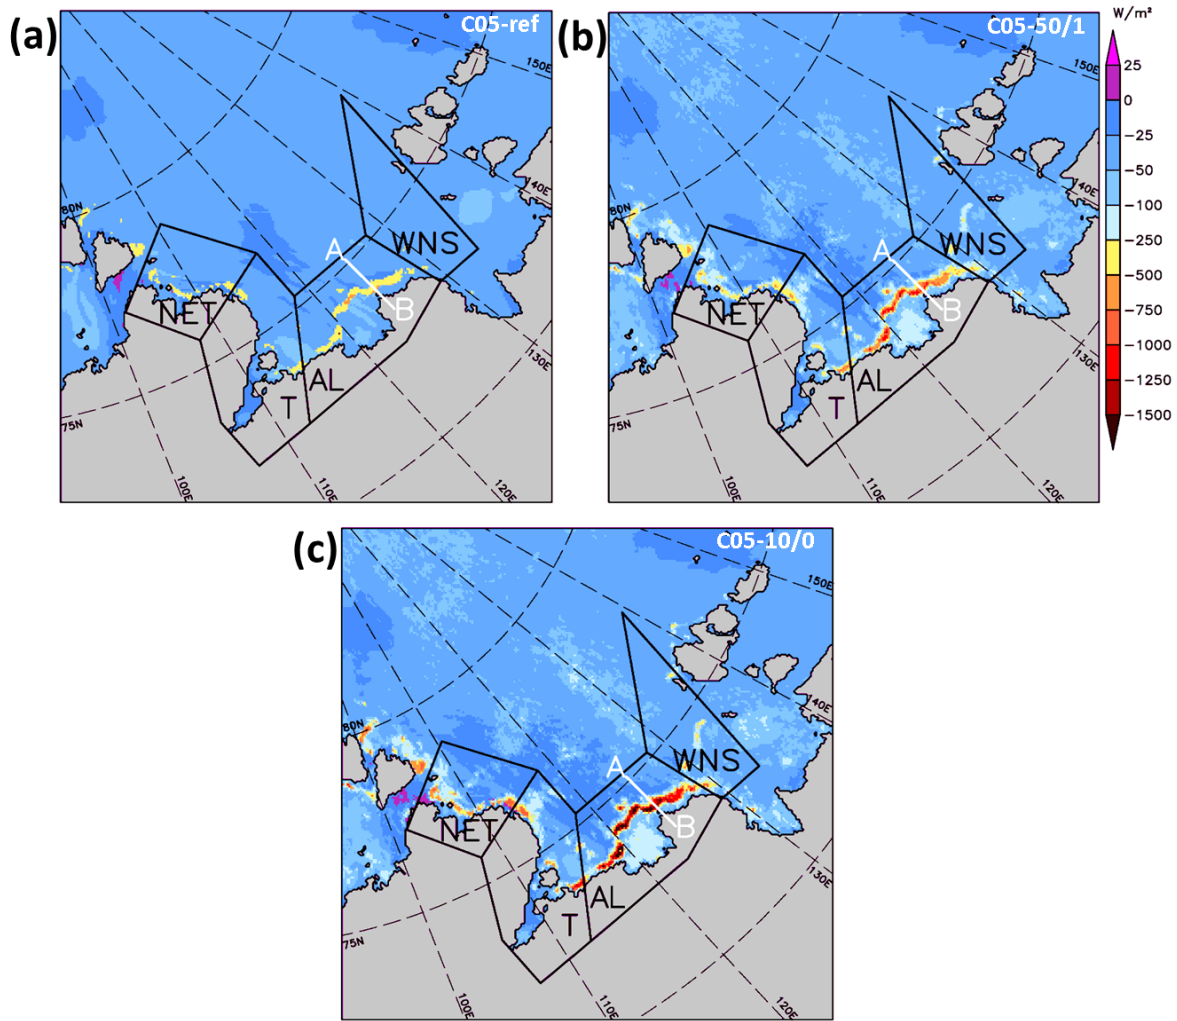 (a)
C05-ref
150E
40E
80N
A
WNS
B
NET
AL
T
130E
75N
100E
110E
120E
(b)
C05-50/1
150E
40E
80N
A
WNS
B
NET
AL
T
130E
75N
100E
110E
120E
W/m²
25
0
−25
−50
−100
−250
−500
−750
−1000
−1250
−1500
(c)
C05-10/0
150E
140E
80N
A
WNS
B
NET
AL
T
130E
75N
100E
110E
120E